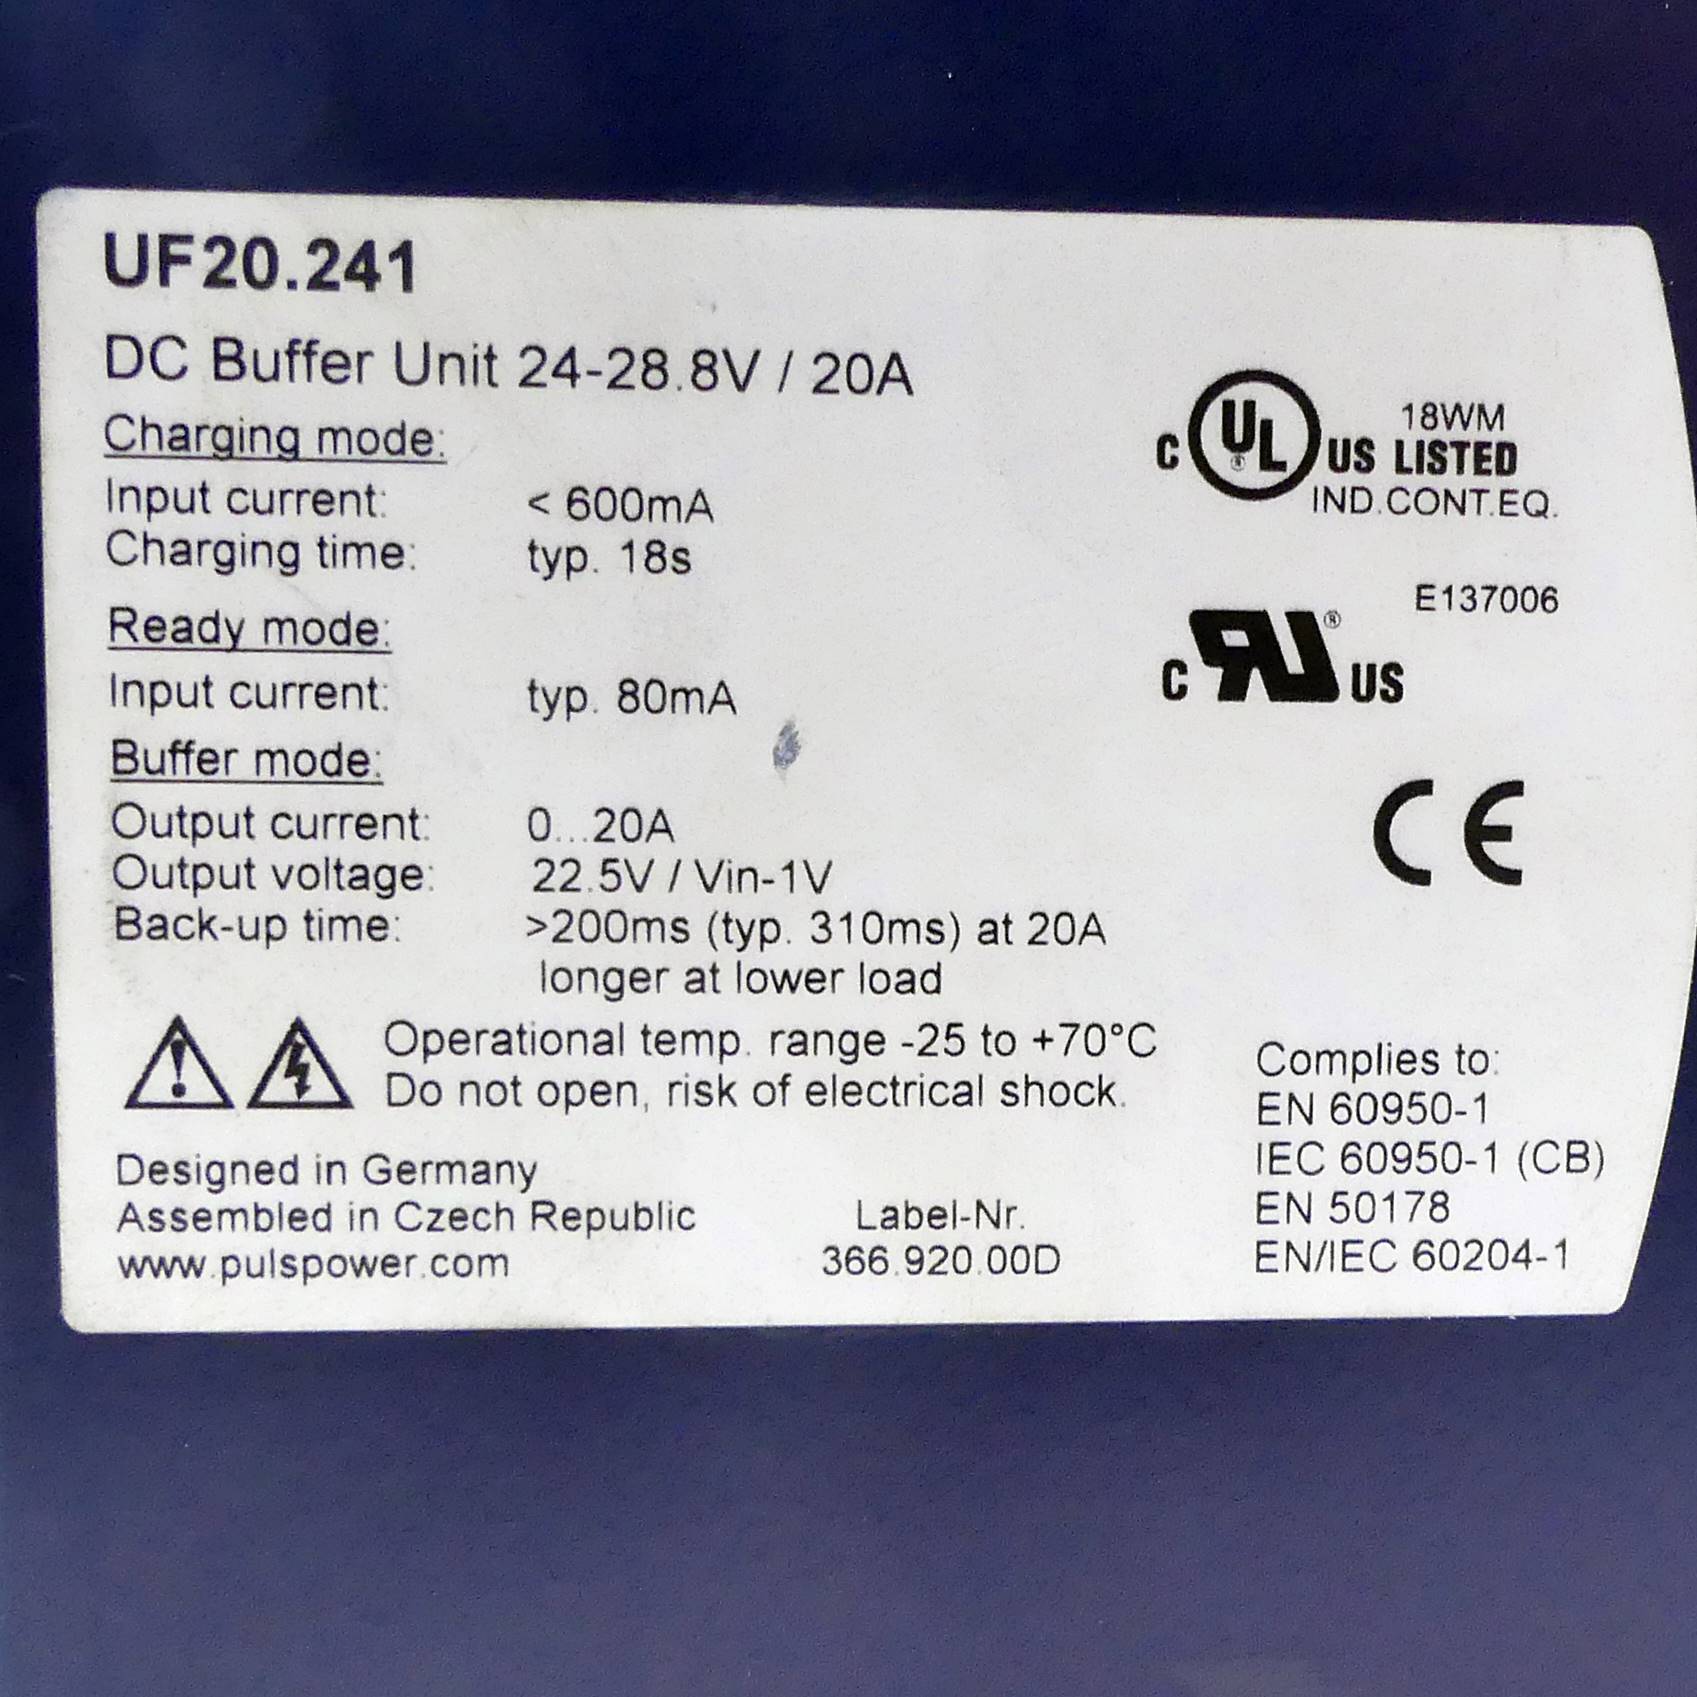 UF20.241
DC Buffer Unit 24-28.8V / 20A
Charging mode:
Input current: < 600mA
Charging time: typ. 18s
Ready mode:
Input current: typ. 80mA
Buffer mode:
Output current: 0...20A
Output voltage: 22.5V / Vin-1V
Back-up time: >200ms (typ. 310ms) at 20A
longer at lower load
Operational temp. range -25 to +70°C
Do not open, risk of electrical shock.
Designed in Germany
Assembled in Czech Republic
www.pulspower.com
Label-Nr.
366.920.00D
18WM
C UL ® US LISTED
IND.CONT.EQ.
E137006
C RU ® US
CE
Complies to:
EN 60950-1
IEC 60950-1 (CB)
EN 50178
EN/IEC 60204-1